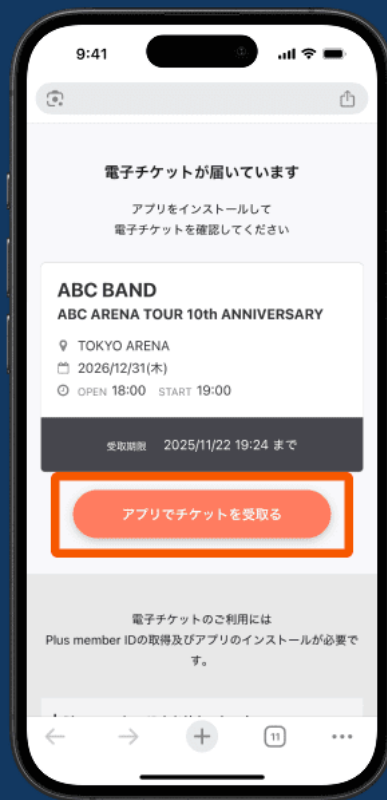 9:41
電子チケットが届いています
アプリをインストールして
電子チケットを確認してください
ABC BAND
ABC ARENA TOUR 10th ANNIVERSARY
TOKYO ARENA
2026/12/31(木)
OPEN 18:00 START 19:00
受取期限 2025/11/22 19:24 まで
アプリでチケットを受取る
電子チケットのご利用には
Plus member IDの取得及びアプリのインストールが必要で
す。
11